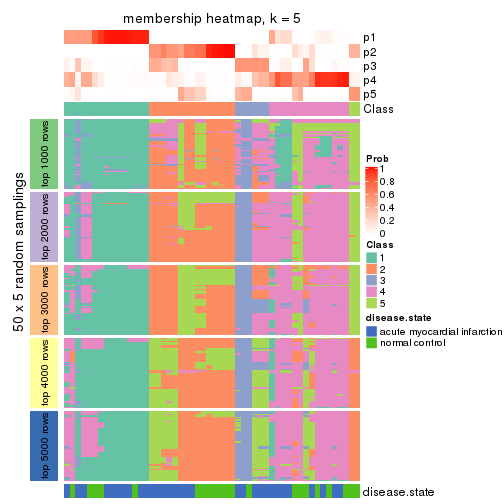 membership heatmap, k = 5
p1
p2
p3
p4
p5
Class
50 x 5 random samplings
top 1000 rows
top 2000 rows
top 3000 rows
top 4000 rows
top 5000 rows
Prob
1
0.8
0.6
0.4
0.2
0
Class
1
2
3
4
5
disease.state
acute myocardial infarction
normal control
disease.state